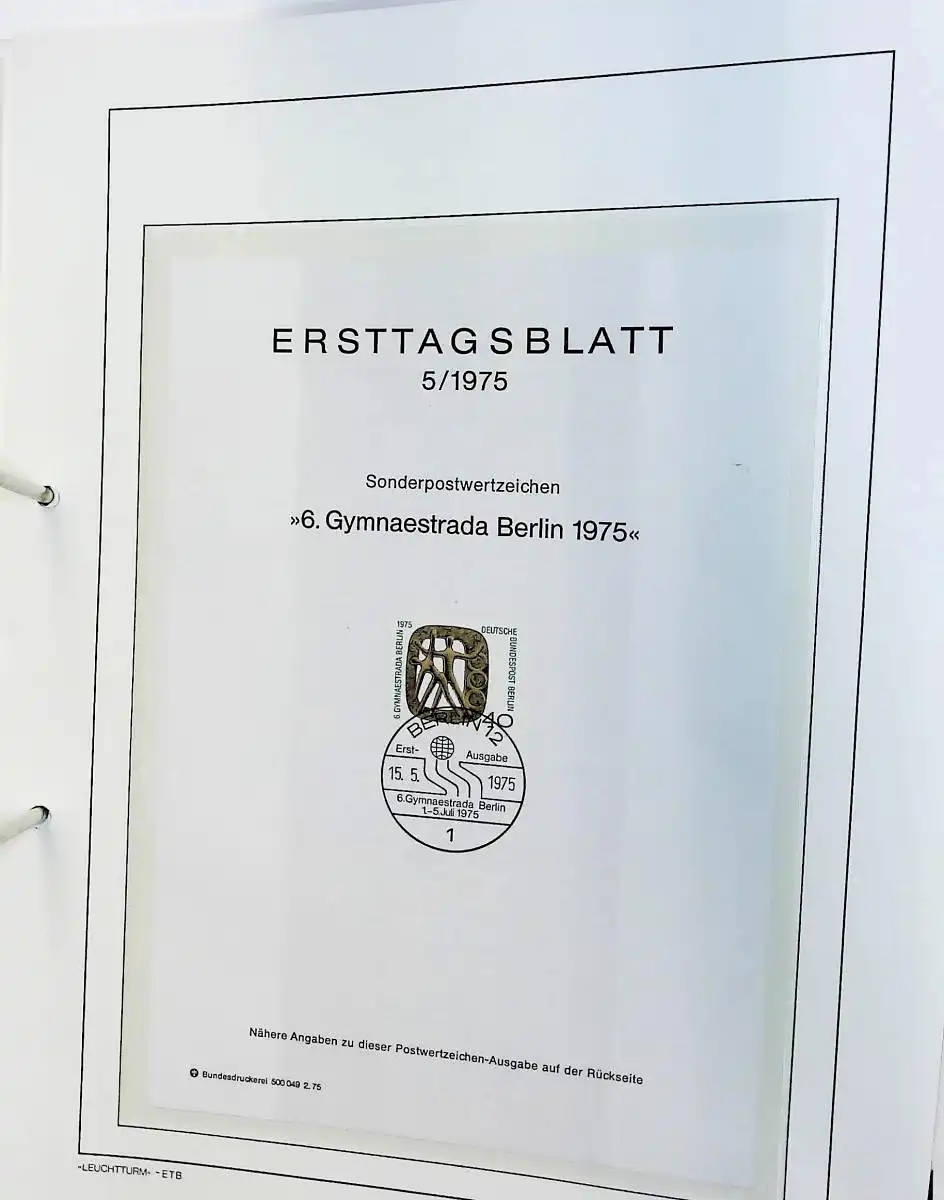 ERSTTAGSBLATT
5/1975
Sonderpostwertzeichen
»6. Gymnaestrada Berlin 1975«
1975
6.GYMNAESTRADA BERLIN
DEUTSCHE
BUNDESPOST BERLIN
40
BERLIN 12
Erst- Ausgabe
15. 5. 1975
6.Gymnaestrada Berlin
1.-5.Juli 1975
1
Nähere Angaben zu dieser Postwertzeichen-Ausgabe auf der Rückseite
Bundesdruckerei 500 049 2.75
-LEUCHTTURM- - ETB